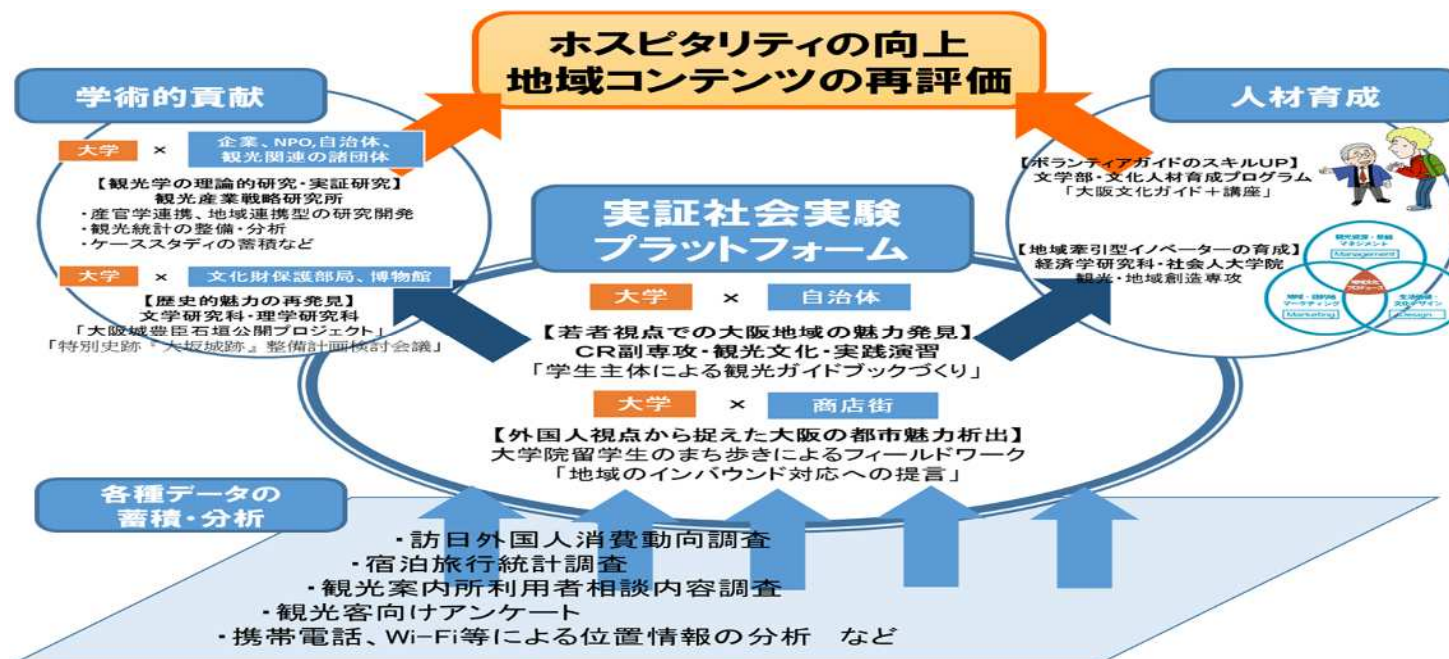 ホスピタリティの向上
地域コンテンツの再評価
学術的貢献
大学 × 企業、NPO,自治体、
観光関連の諸団体
【観光学の理論的研究・実証研究】
観光産業戦略研究所
・産官学連携、地域連携型の研究開発
・観光統計の整備・分析
・ケーススタディの蓄積など
大学 × 文化財保護部局、博物館
【歴史的魅力の再発見】
文学研究科・理学研究科
「大阪城豊臣石垣公開プロジェクト」
「特別史跡『大坂城跡』整備計画検討会議」
人材育成
【ボランティアガイドのスキルUP】
文学部・文化人材育成プログラム
「大阪文化ガイド+講座」
【地域牽引型イノベーターの育成】
経済学研究科・社会人大学院
観光・地域創造専攻
マネジメント
Management
マーケティング
Marketing
Design
実証社会実験
プラットフォーム
大学 × 自治体
【若者視点での大阪地域の魅力発見】
CR副専攻・観光文化・実践演習
「学生主体による観光ガイドブックづくり」
大学 × 商店街
【外国人視点から捉えた大阪の都市魅力析出】
大学院留学生のまち歩きによるフィールドワーク
「地域のインバウンド対応への提言」
各種データの
蓄積・分析
・訪日外国人消費動向調査
・宿泊旅行統計調査
・観光案内所利用者相談内容調査
・観光客向けアンケート
・携帯電話、Wi-Fi等による位置情報の分析 など